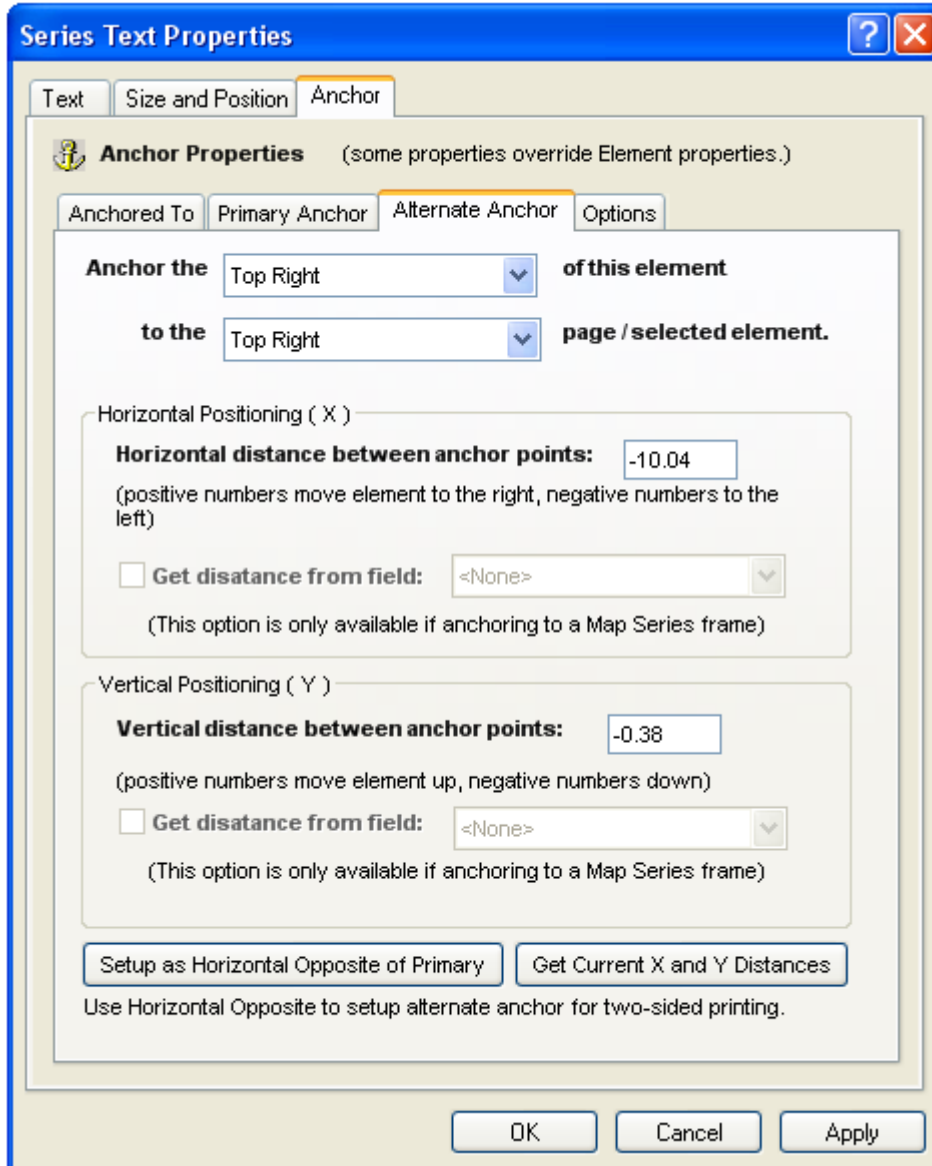 Series Text Properties
Text Size and Position Anchor
Anchor Properties (some properties override Element properties.)
Anchored To Primary Anchor Alternate Anchor Options
Anchor the Top Right of this element
to the Top Right page / selected element.
Horizontal Positioning ( X )
Horizontal distance between anchor points: -10.04
(positive numbers move element to the right, negative numbers to the
left)
Get disatance from field: <None>
(This option is only available if anchoring to a Map Series frame)
Vertical Positioning ( Y )
Vertical distance between anchor points: -0.38
(positive numbers move element up, negative numbers down)
Get disatance from field: <None>
(This option is only available if anchoring to a Map Series frame)
Setup as Horizontal Opposite of Primary Get Current X and Y Distances
Use Horizontal Opposite to setup alternate anchor for two-sided printing.
OK Cancel Apply